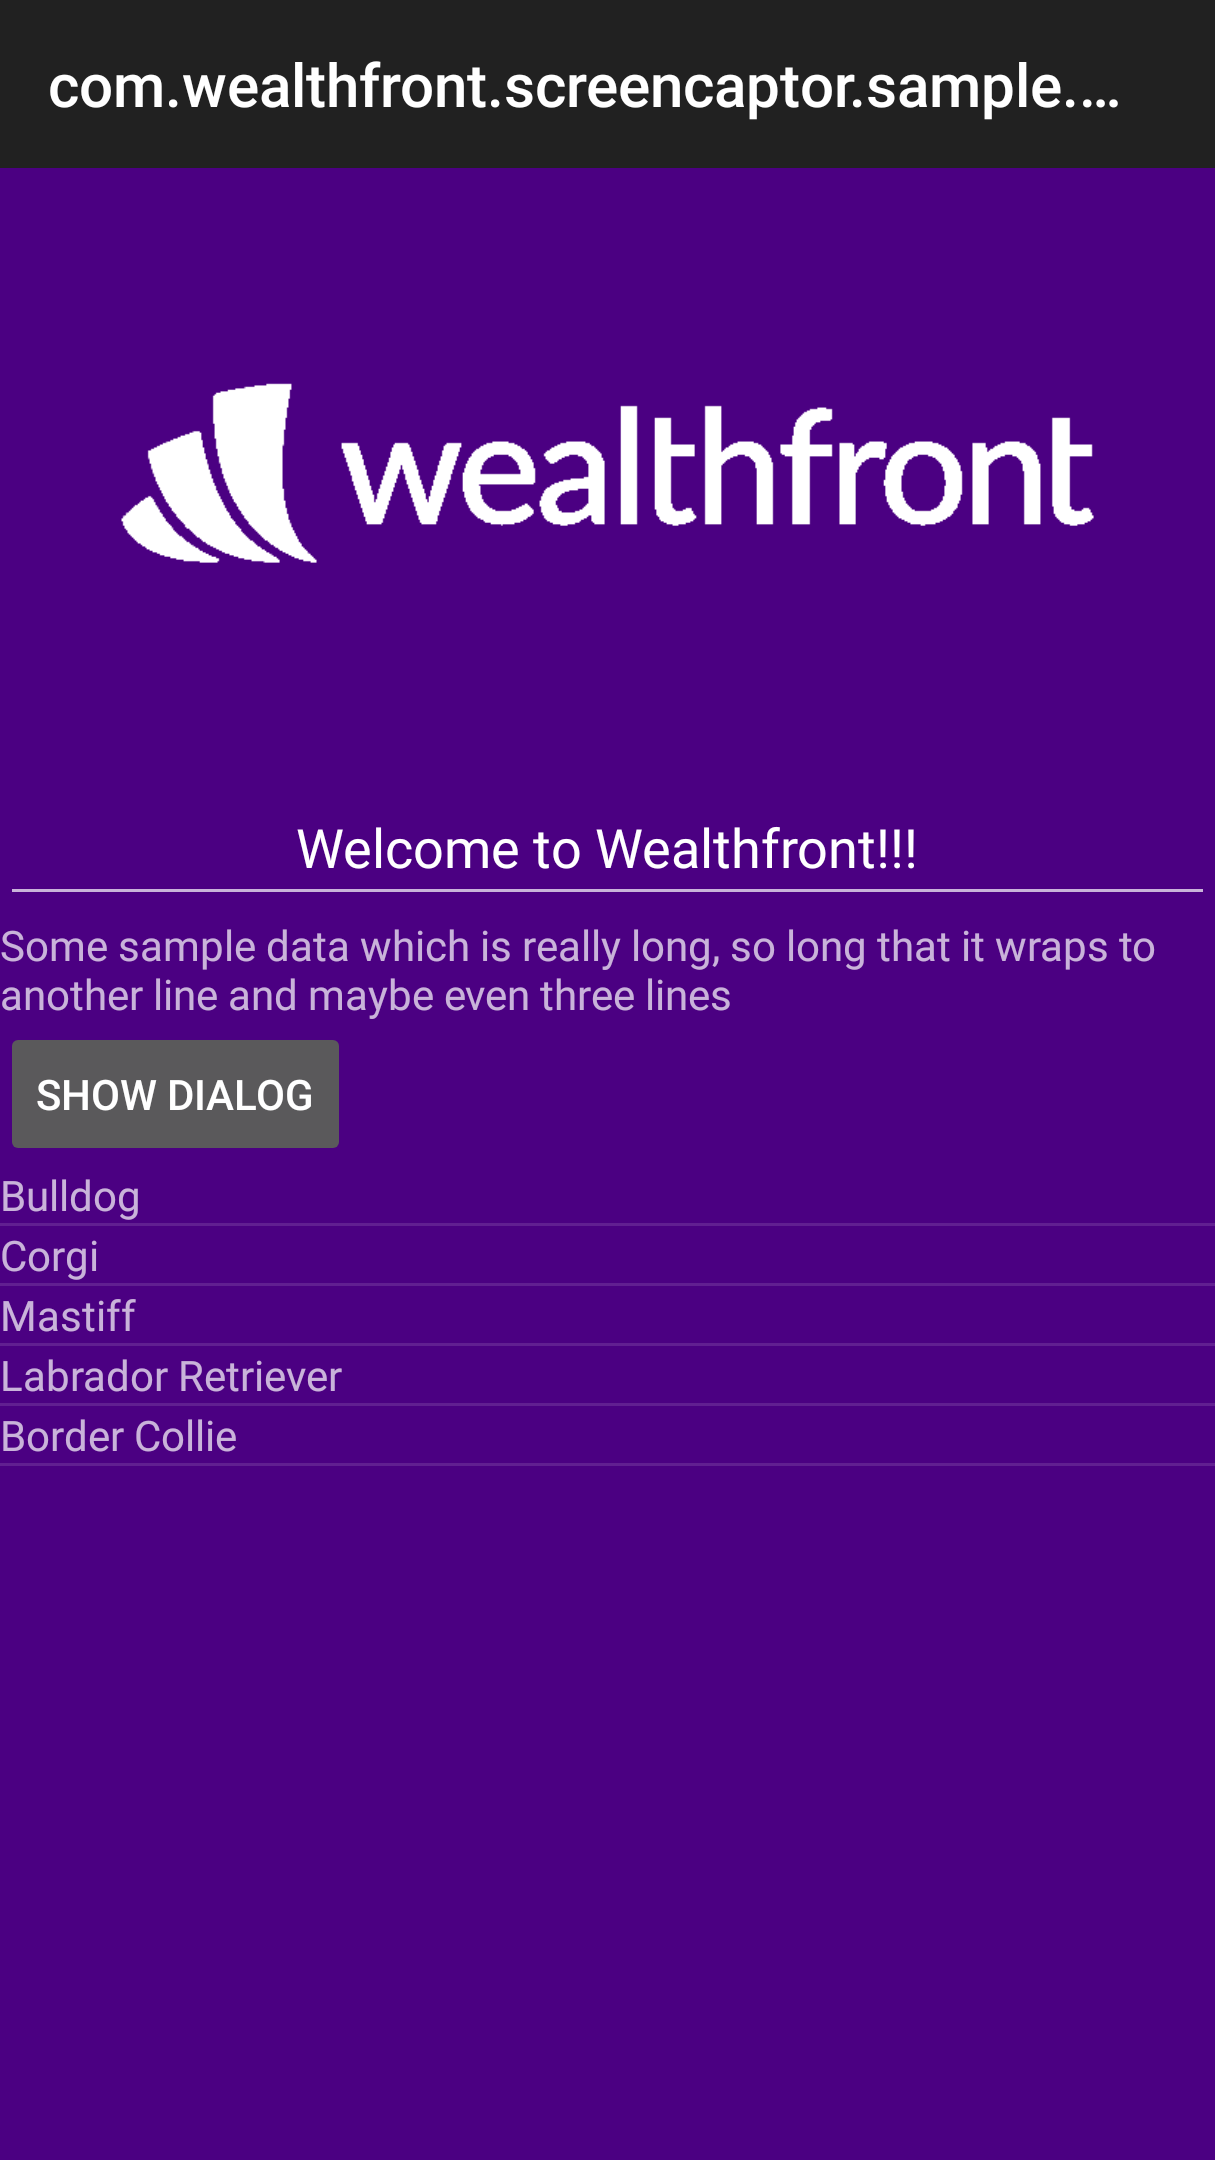 com.wealthfront.screencaptor.sample....
wealthfront
Welcome to Wealthfront!!!
Some sample data which is really long, so long that it wraps to
another line and maybe even three lines
SHOW DIALOG
Bulldog
Corgi
Mastiff
Labrador Retriever
Border Collie